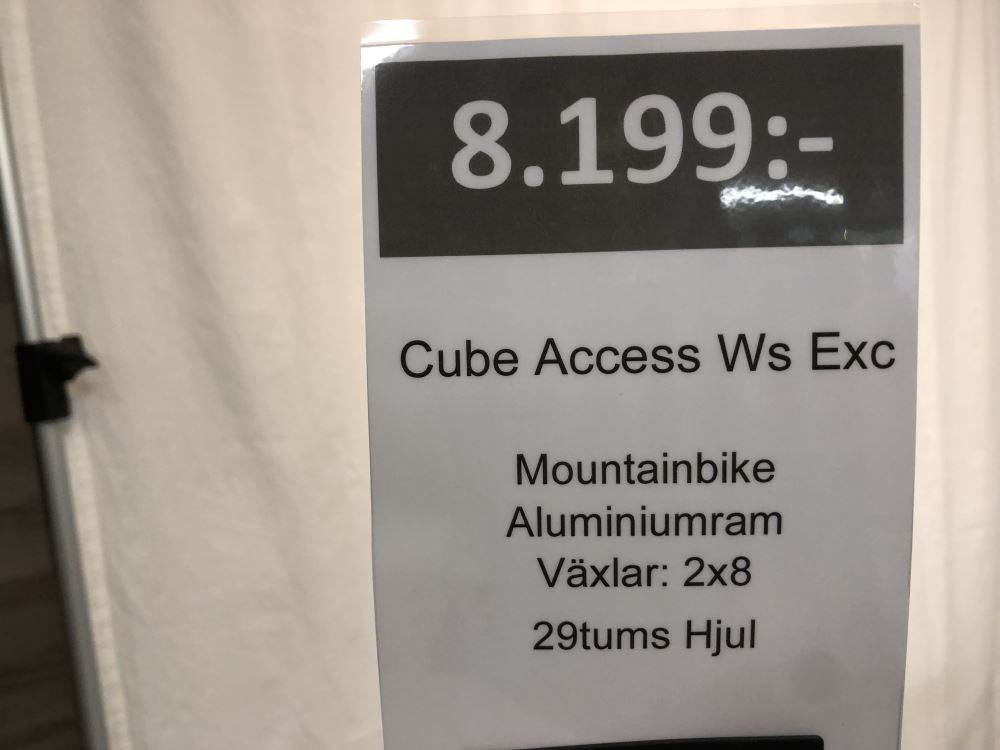 8.199:-
Cube Access Ws Exc
Mountainbike
Aluminiumram
Växlar: 2x8
29tums Hjul